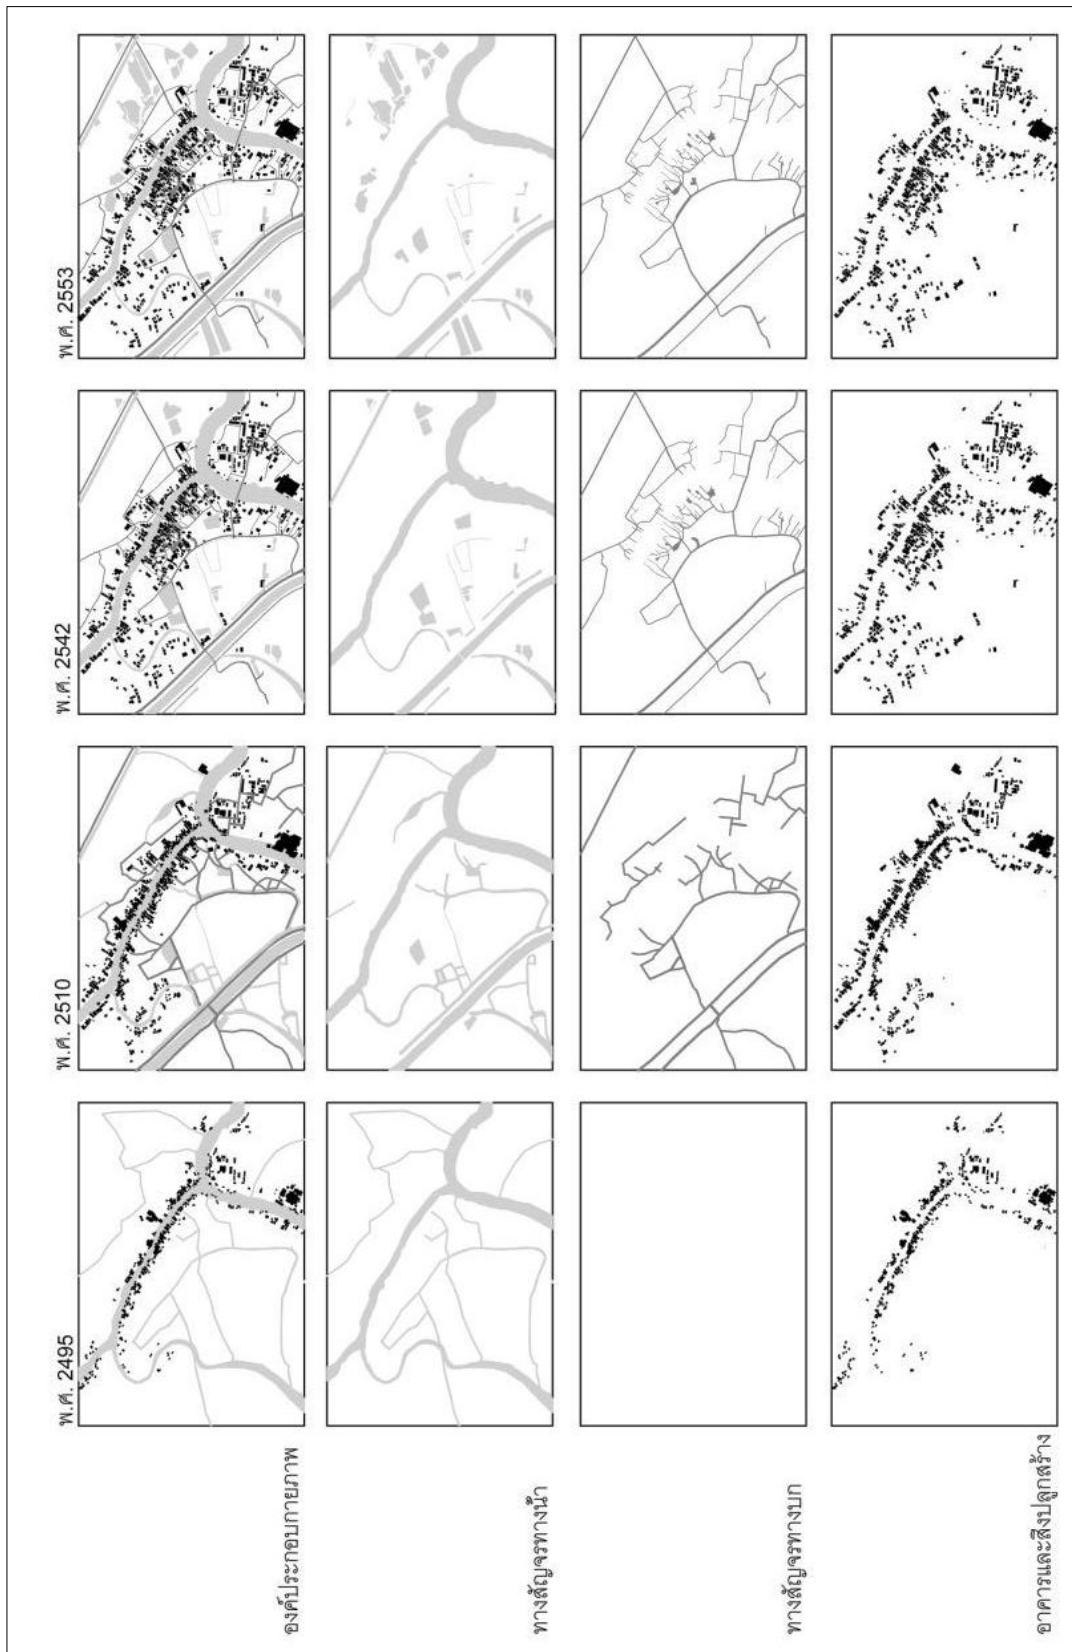 พ.ศ. 2495
พ.ศ. 2510
พ.ศ. 2542
พ.ศ. 2553
องค์ประกอบกายภาพ
ทางสัญจรทางน้ำ
ทางสัญจรทางบก
อาคารและสิ่งปลูกสร้าง